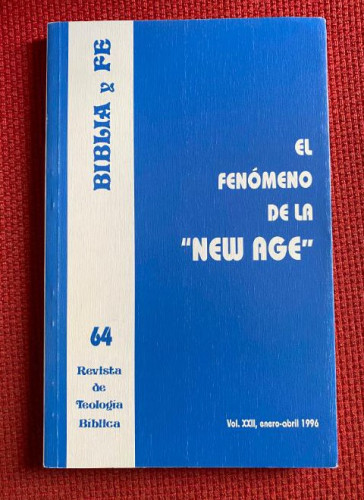 BIBLIA y FE
EL
FENÓMENO
DE LA
"NEW AGE"
64
Revista
de
Teología
Bíblica
Vol. XXII, enero-abril 1996